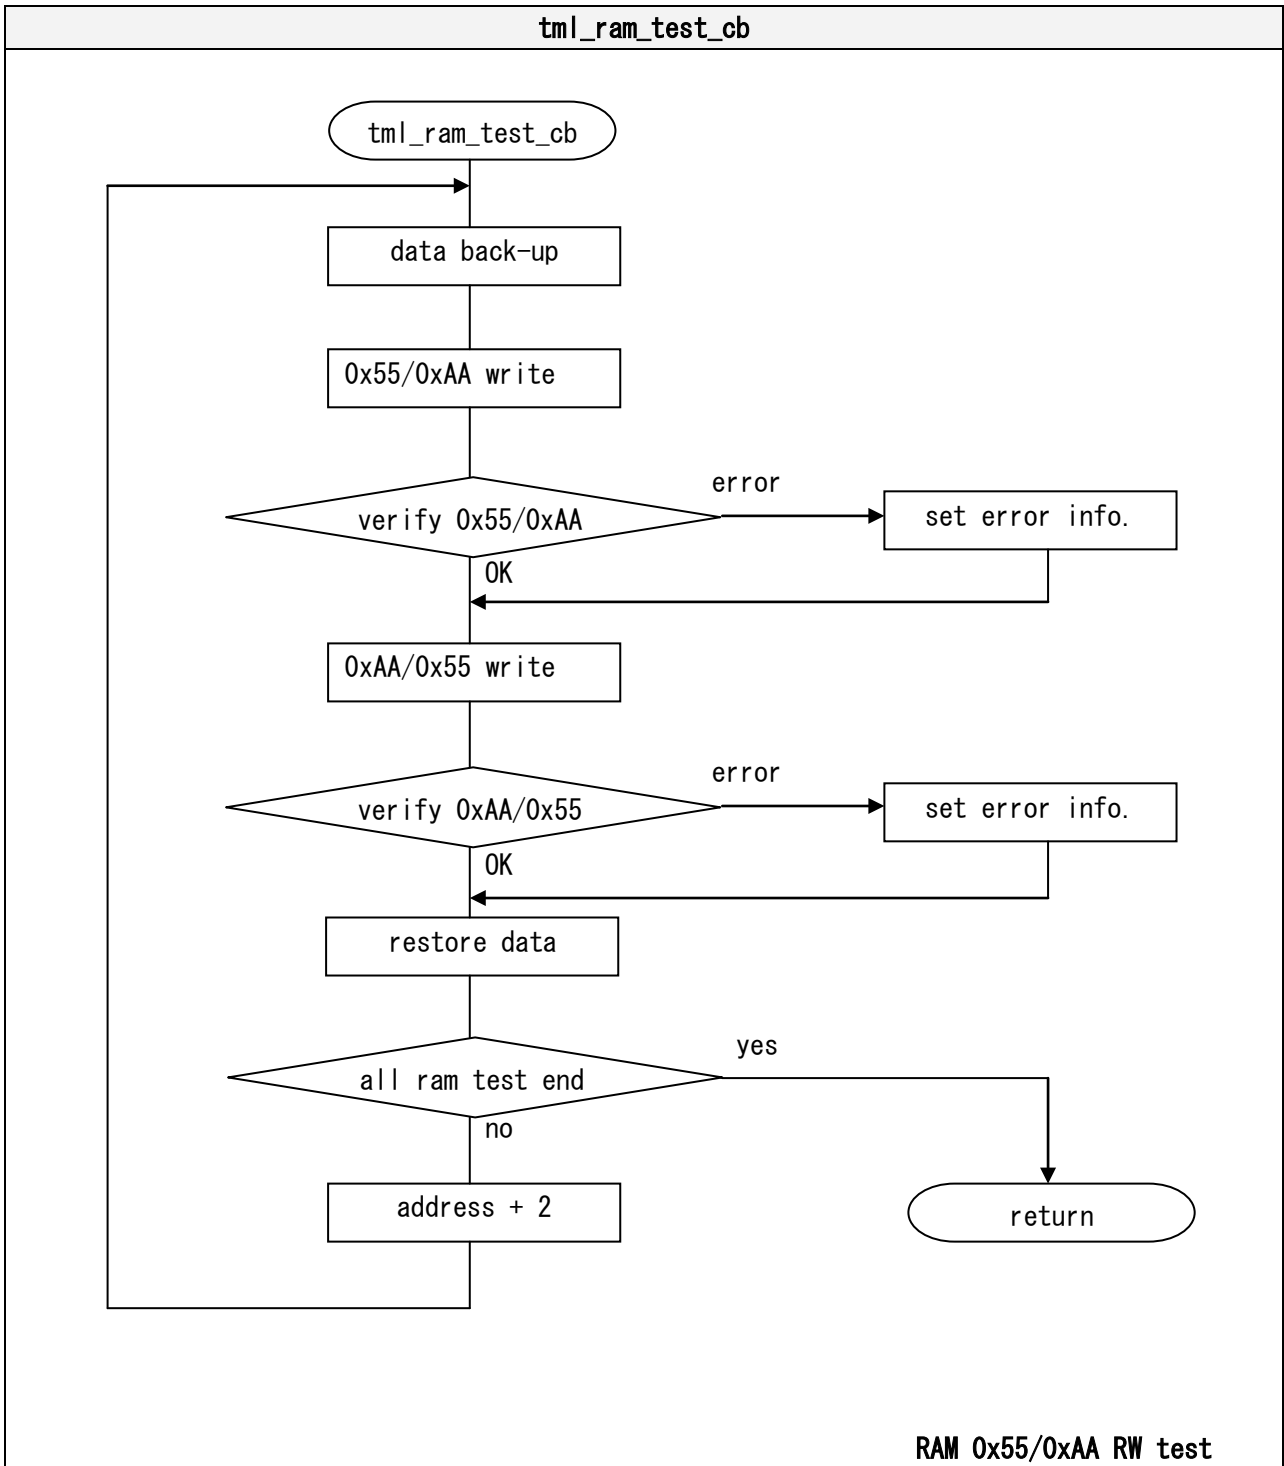 tml_ram_test_cb
tml_ram_test_cb
data back-up
0x55/0xAA write
error
verify 0x55/0xAA
set error info.
OK
0xAA/0x55 write
error
verify 0xAA/0x55
set error info.
OK
restore data
yes
all ram test end
no
address + 2
return
RAM 0x55/0xAA RW test